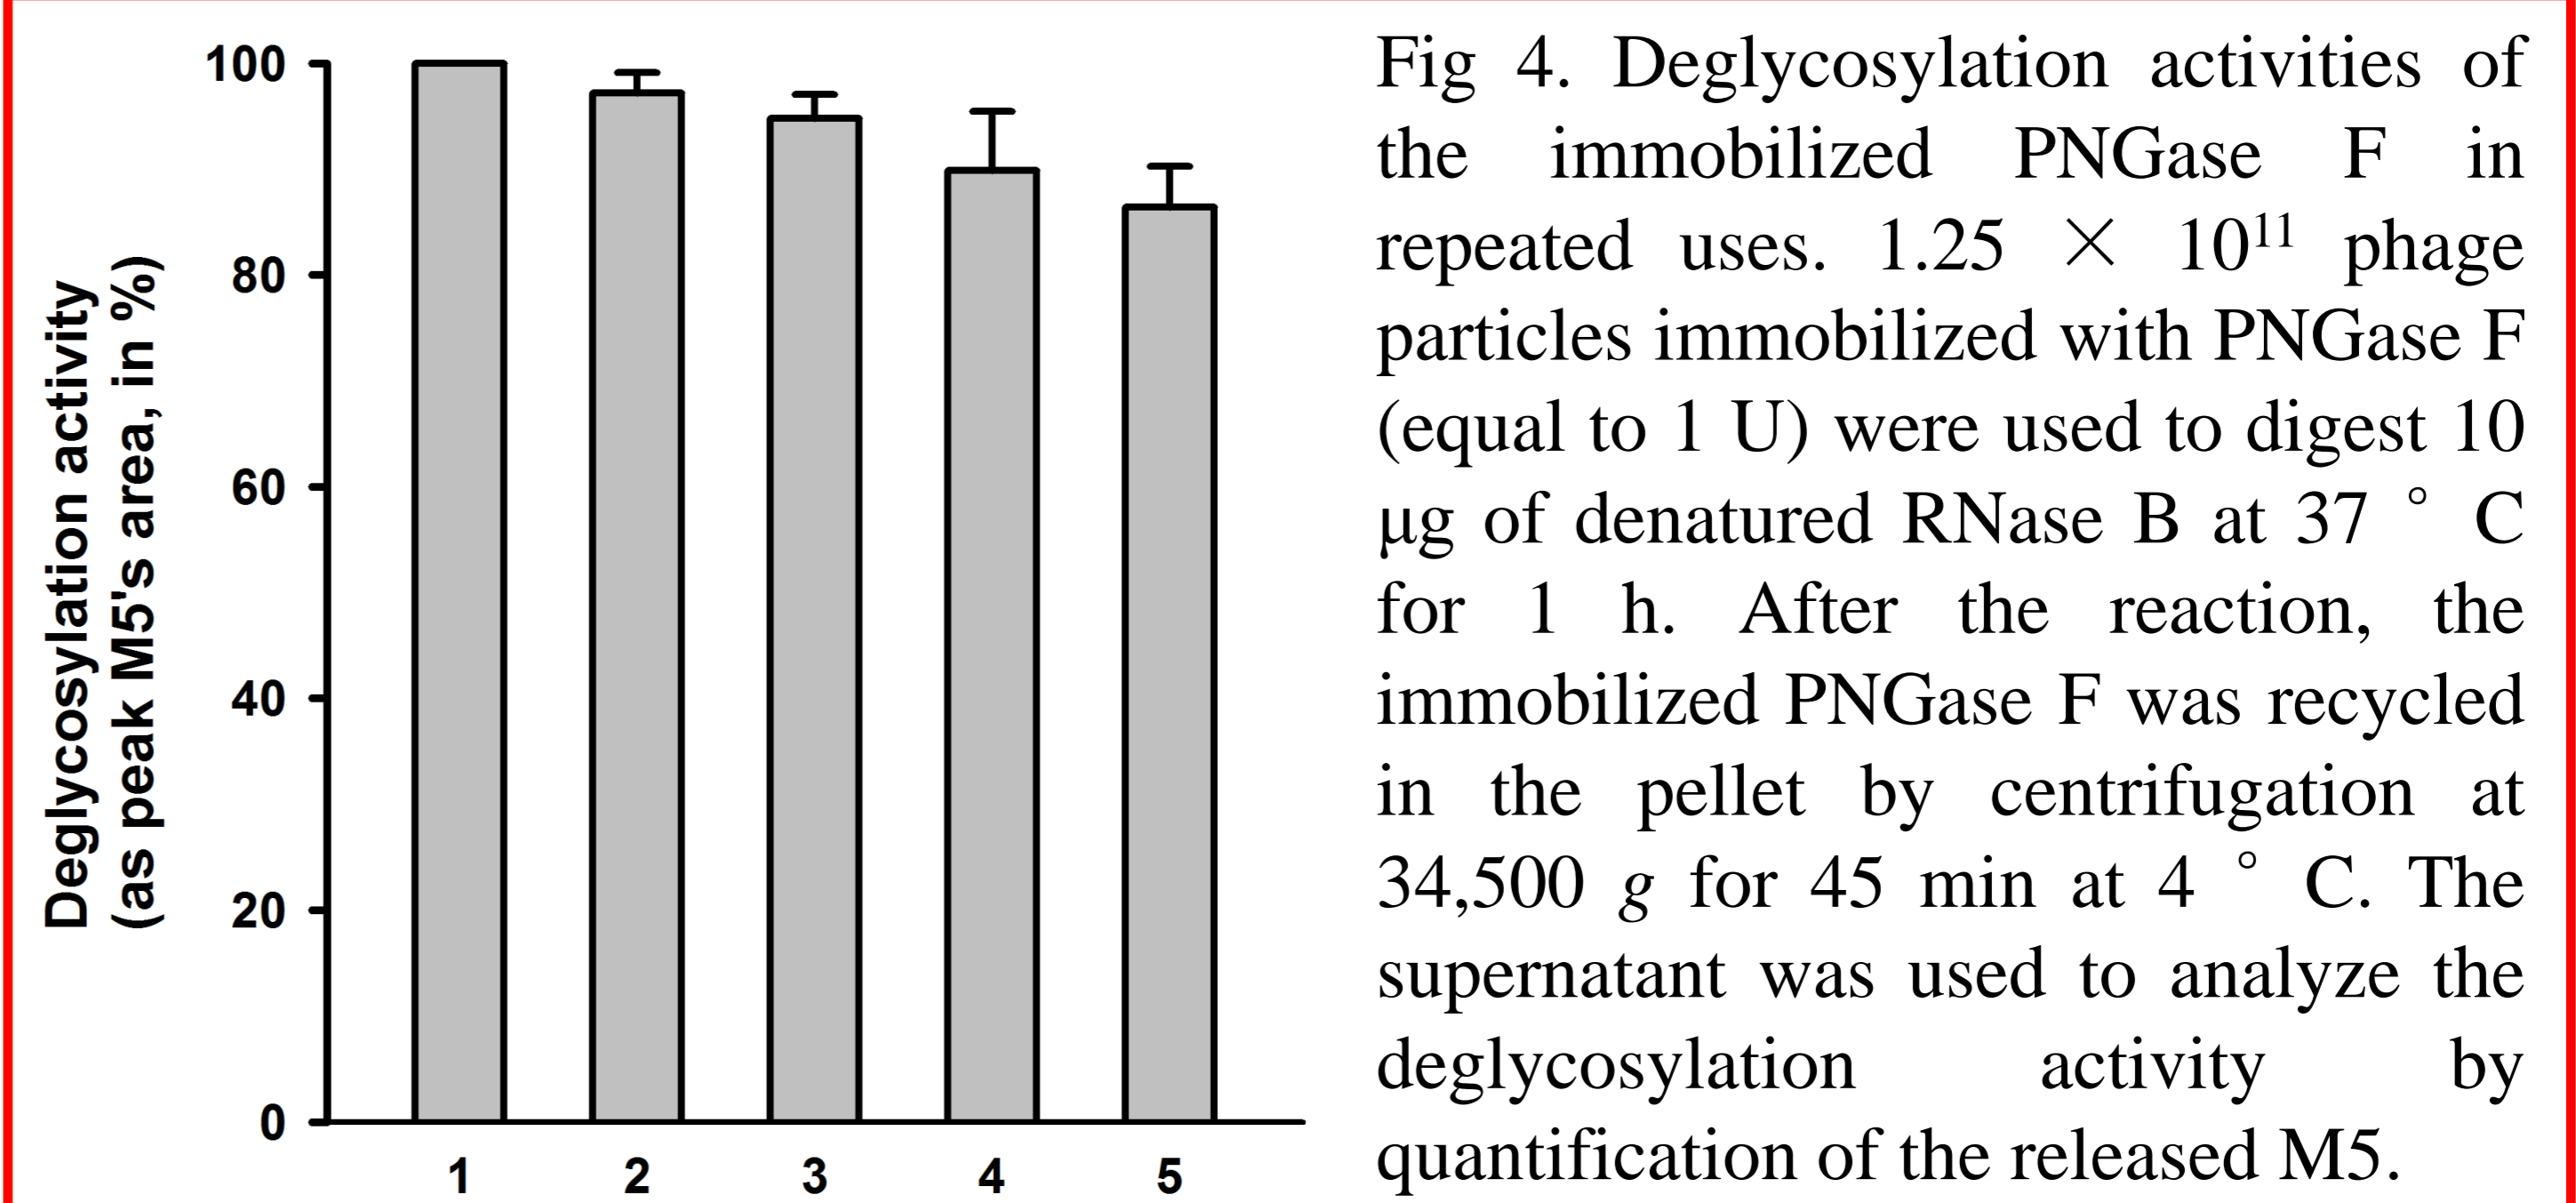 Deglycosylation activity
(as peak M5's area, in %)
100
80
60
40
20
0
1 2 3 4 5
Fig 4. Deglycosylation activities of
the immobilized PNGase F in
repeated uses. 1.25 × 10¹¹ phage
particles immobilized with PNGase F
(equal to 1 U) were used to digest 10
μg of denatured RNase B at 37 ° C
for 1 h. After the reaction, the
immobilized PNGase F was recycled
in the pellet by centrifugation at
34,500 g for 45 min at 4 ° C. The
supernatant was used to analyze the
deglycosylation activity by
quantification of the released M5.